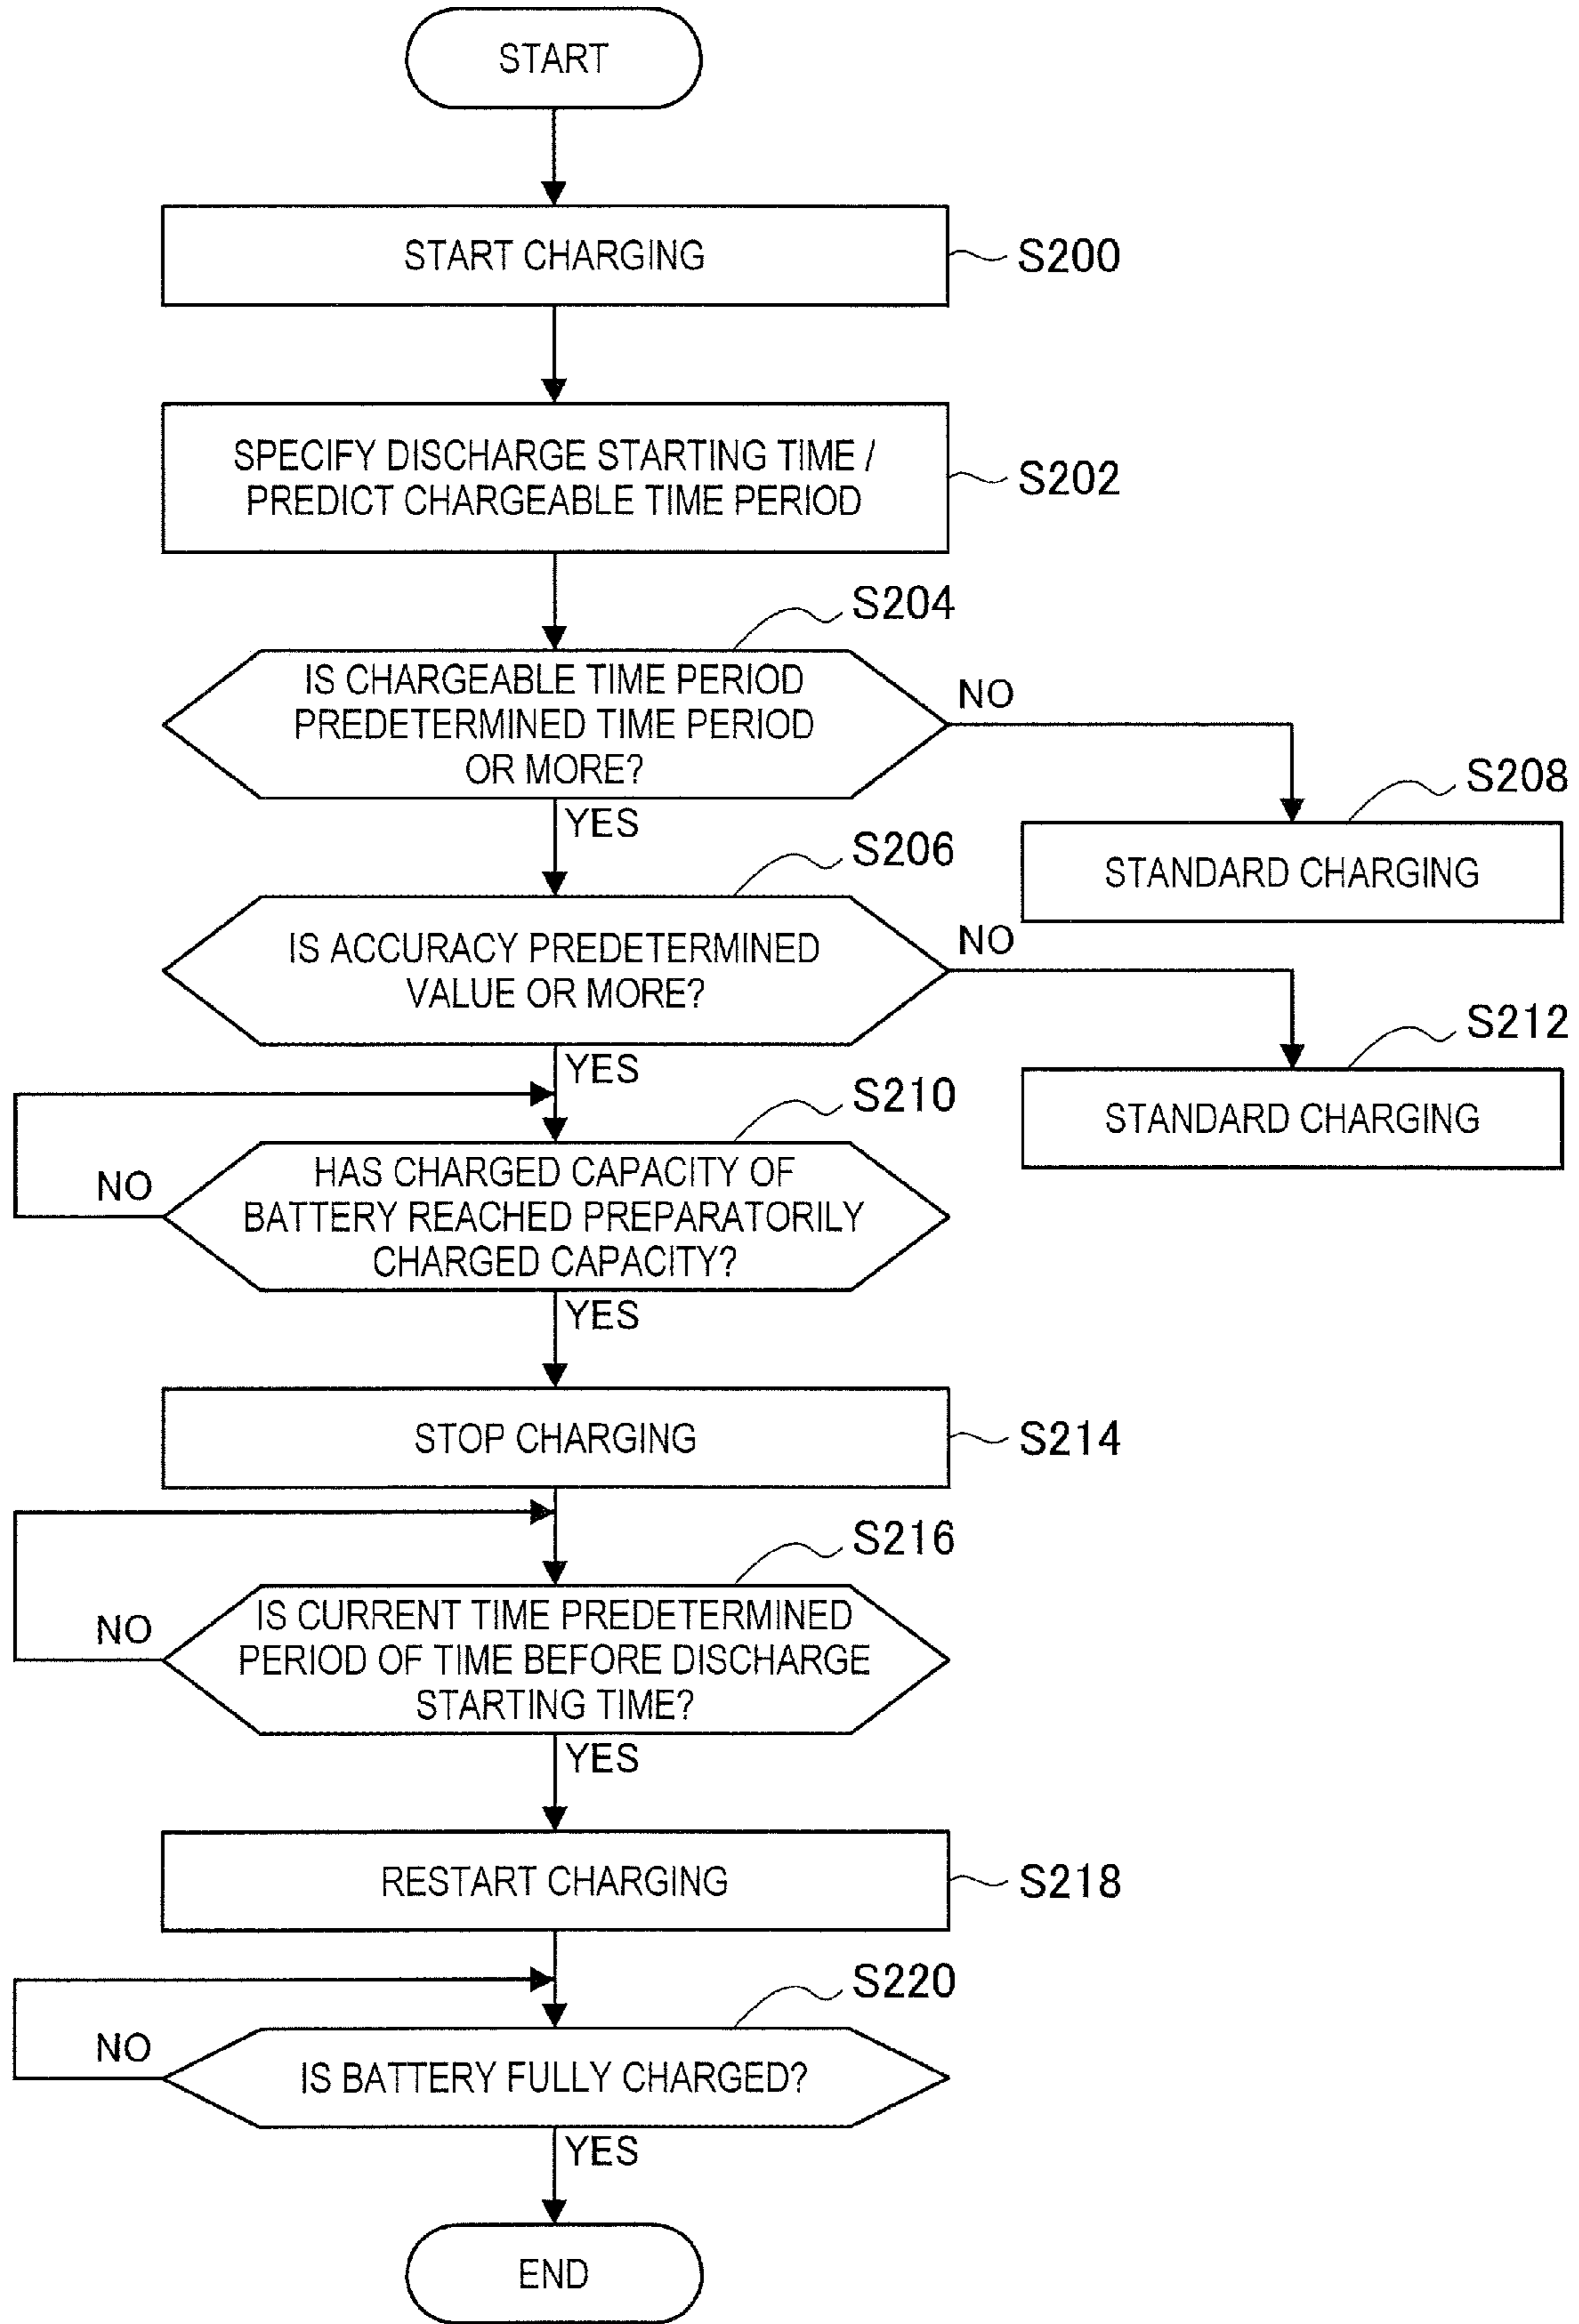 START
START CHARGING
S200
SPECIFY DISCHARGE STARTING TIME /
PREDICT CHARGEABLE TIME PERIOD
S202
S204
IS CHARGEABLE TIME PERIOD
PREDETERMINED TIME PERIOD
OR MORE?
NO
YES
S208
STANDARD CHARGING
S206
IS ACCURACY PREDETERMINED
VALUE OR MORE?
NO
YES
S212
STANDARD CHARGING
S210
HAS CHARGED CAPACITY OF
BATTERY REACHED PREPARATORILY
CHARGED CAPACITY?
NO
YES
STOP CHARGING
S214
S216
IS CURRENT TIME PREDETERMINED
PERIOD OF TIME BEFORE DISCHARGE
STARTING TIME?
NO
YES
RESTART CHARGING
S218
S220
IS BATTERY FULLY CHARGED?
NO
YES
END